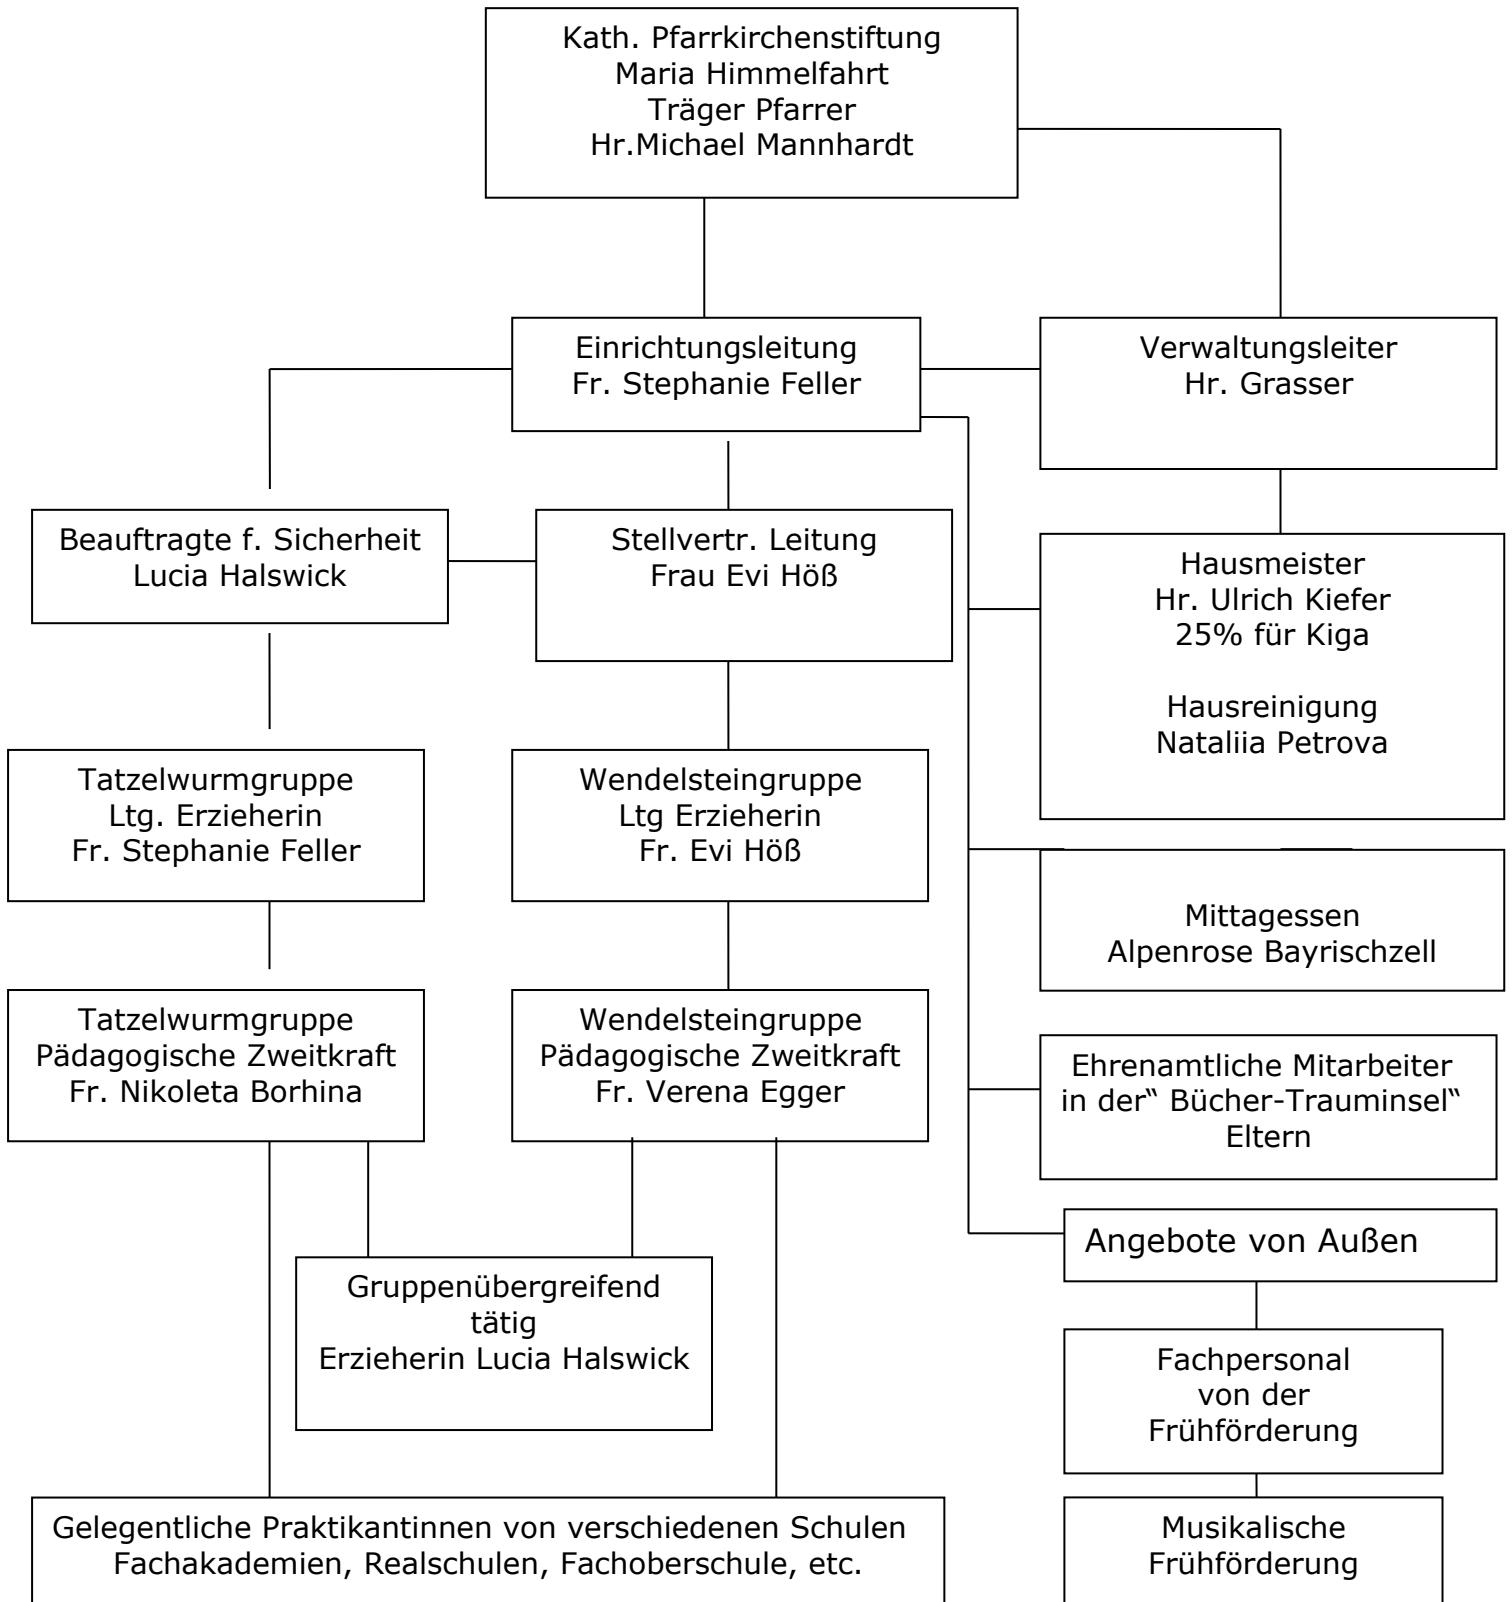 Kath. Pfarrkirchenstiftung
Maria Himmelfahrt
Träger Pfarrer
Hr.Michael Mannhardt
Einrichtungsleitung
Fr. Stephanie Feller
Verwaltungsleiter
Hr. Grasser
Beauftragte f. Sicherheit
Lucia Halswick
Stellvertr. Leitung
Frau Evi Höß
Hausmeister
Hr. Ulrich Kiefer
25% für Kiga
Hausreinigung
Nataliia Petrova
Tatzelwurmgruppe
Ltg. Erzieherin
Fr. Stephanie Feller
Wendelsteingruppe
Ltg Erzieherin
Fr. Evi Höß
Mittagessen
Alpenrose Bayrischzell
Tatzelwurmgruppe
Pädagogische Zweitkraft
Fr. Nikoleta Borhina
Wendelsteingruppe
Pädagogische Zweitkraft
Fr. Verena Egger
Ehrenamtliche Mitarbeiter
in der“ Bücher-Trauminsel“
Eltern
Angebote von Außen
Gruppenübergreifend
tätig
Erzieherin Lucia Halswick
Fachpersonal
von der
Frühförderung
Gelegentliche Praktikantinnen von verschiedenen Schulen
Fachakademien, Realschulen, Fachoberschule, etc.
Musikalische
Frühförderung